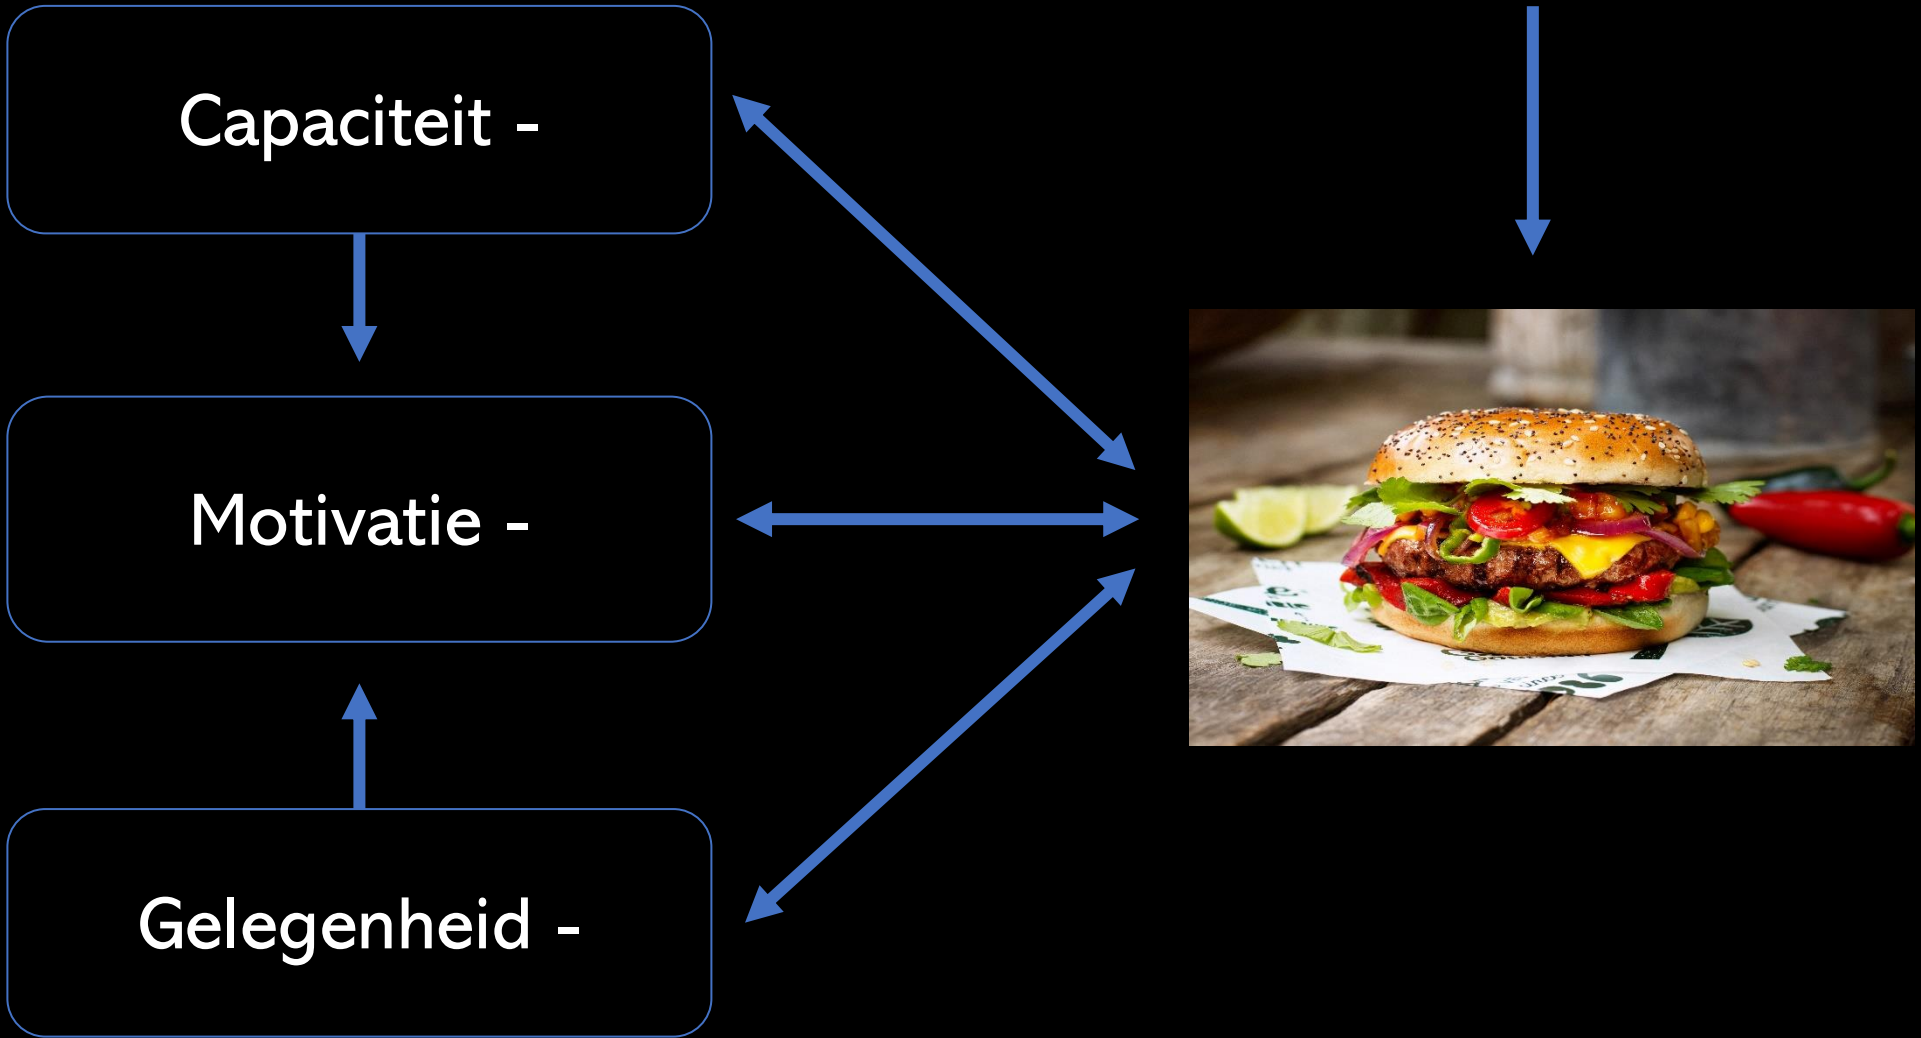 Capaciteit -
Motivatie -
Gelegenheid -